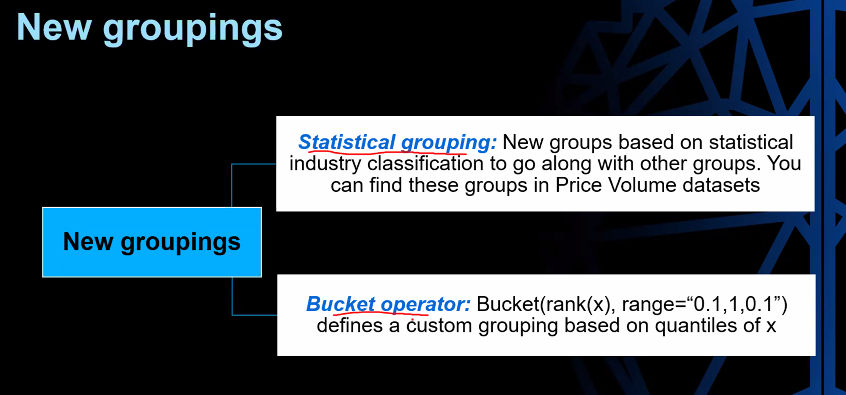 New groupings
Statistical grouping: New groups based on statistical
industry classification to go along with other groups. You
can find these groups in Price Volume datasets
New groupings
Bucket operator: Bucket(rank(x), range=“0.1,1,0.1”)
defines a custom grouping based on quantiles of x